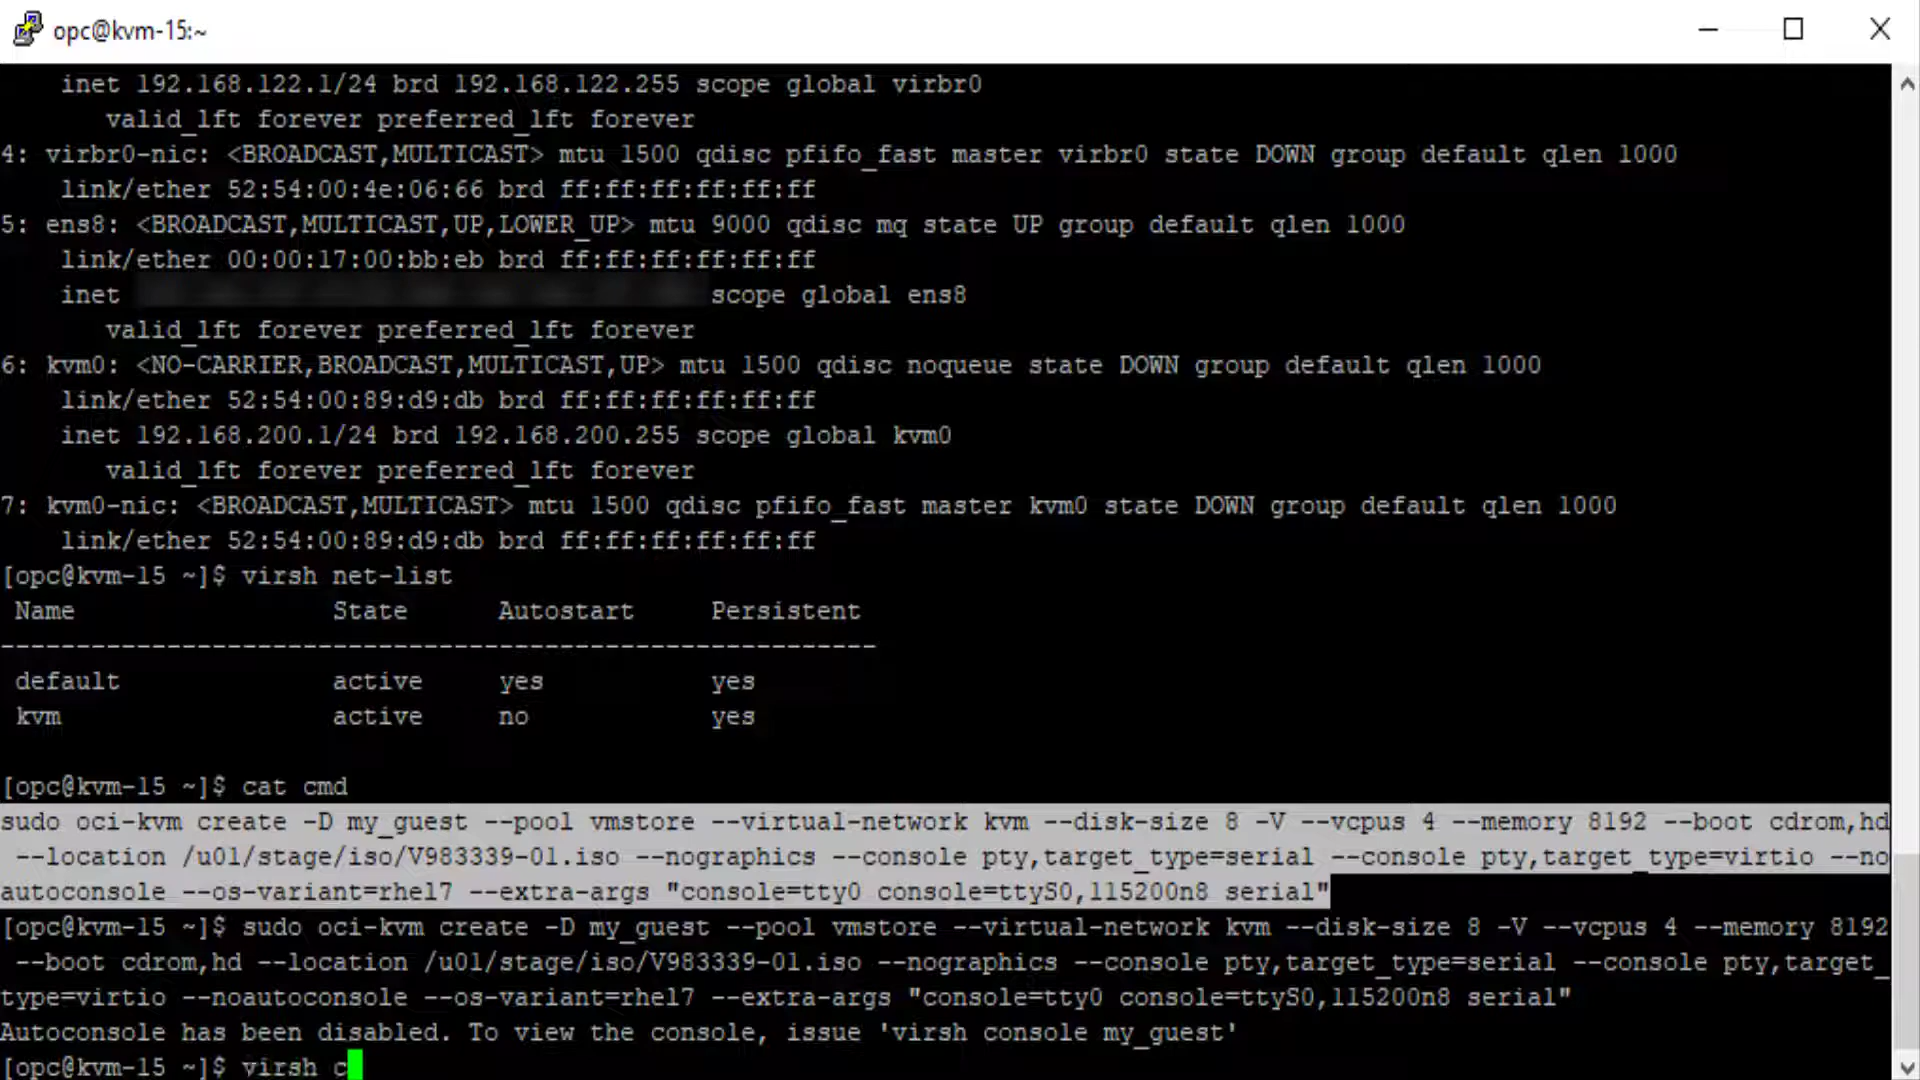 opc@kvm-15:~
inet 192.168.122.1/24 brd 192.168.122.255 scope global virbr0
valid_lft forever preferred_lft forever
4: virbr0-nic: <BROADCAST,MULTICAST> mtu 1500 qdisc pfifo_fast master virbr0 state DOWN group default qlen 1000
link/ether 52:54:00:4e:06:66 brd ff:ff:ff:ff:ff:ff
5: ens8: <BROADCAST,MULTICAST,UP,LOWER_UP> mtu 9000 qdisc mq state UP group default qlen 1000
link/ether 00:00:17:00:bb:eb brd ff:ff:ff:ff:ff:ff
inet scope global ens8
valid_lft forever preferred_lft forever
6: kvm0: <NO-CARRIER,BROADCAST,MULTICAST,UP> mtu 1500 qdisc noqueue state DOWN group default qlen 1000
link/ether 52:54:00:89:d9:db brd ff:ff:ff:ff:ff:ff
inet 192.168.200.1/24 brd 192.168.200.255 scope global kvm0
valid_lft forever preferred_lft forever
7: kvm0-nic: <BROADCAST,MULTICAST> mtu 1500 qdisc pfifo_fast master kvm0 state DOWN group default qlen 1000
link/ether 52:54:00:89:d9:db brd ff:ff:ff:ff:ff:ff
[opc@kvm-15 ~]$ virsh net-list
Name State Autostart Persistent
----------------------------------------------------------
default active yes yes
kvm active no yes
[opc@kvm-15 ~]$ cat cmd
sudo oci-kvm create -D my_guest --pool vmstore --virtual-network kvm --disk-size 8 -V --vcpus 4 --memory 8192 --boot cdrom,hd
--location /u01/stage/iso/V983339-01.iso --nographics --console pty,target_type=serial --console pty,target_type=virtio --no
autoconsole --os-variant=rhel7 --extra-args "console=tty0 console=ttyS0,115200n8 serial"
[opc@kvm-15 ~]$ sudo oci-kvm create -D my_guest --pool vmstore --virtual-network kvm --disk-size 8 -V --vcpus 4 --memory 8192
--boot cdrom,hd --location /u01/stage/iso/V983339-01.iso --nographics --console pty,target_type=serial --console pty,target_
type=virtio --noautoconsole --os-variant=rhel7 --extra-args "console=tty0 console=ttyS0,115200n8 serial"
Autoconsole has been disabled. To view the console, issue 'virsh console my_guest'
[opc@kvm-15 ~]$ virsh c